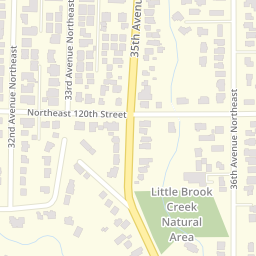 35th Avenue
33rd Avenue Northeast
32nd Avenue Northeast
Northeast 120th Street
36th Avenue Northeast
Little Brook
Creek
Natural
Area